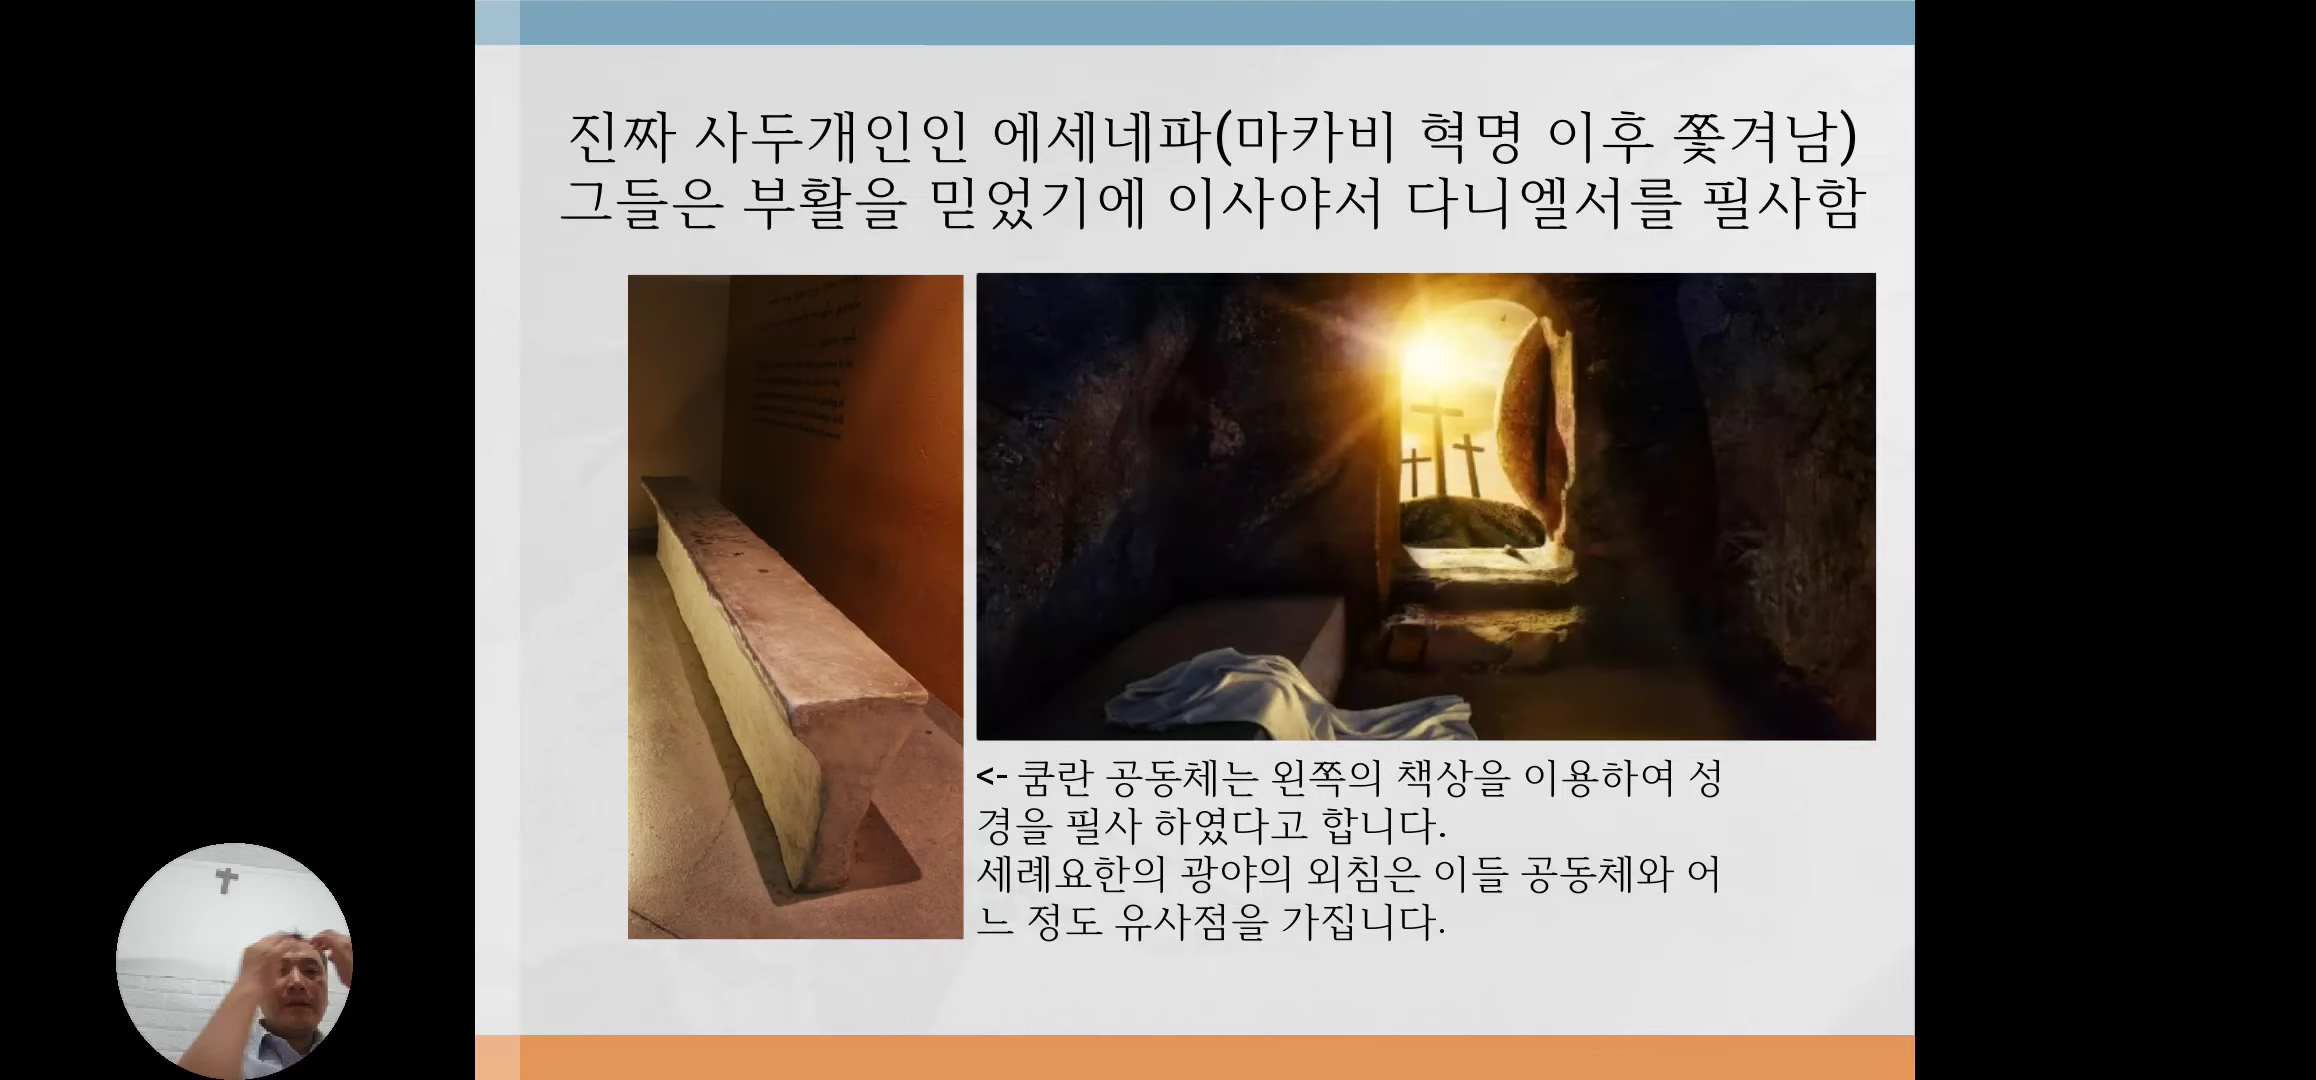 진짜 사두개인인 에세네파(마카비 혁명 이후 쫓겨남)
그들은 부활을 믿었기에 이사야서 다니엘서를 필사함
<- 쿰란 공동체는 왼쪽의 책상을 이용하여 성
경을 필사 하였다고 합니다.
세례요한의 광야의 외침은 이들 공동체와 어
느 정도 유사점을 가집니다.